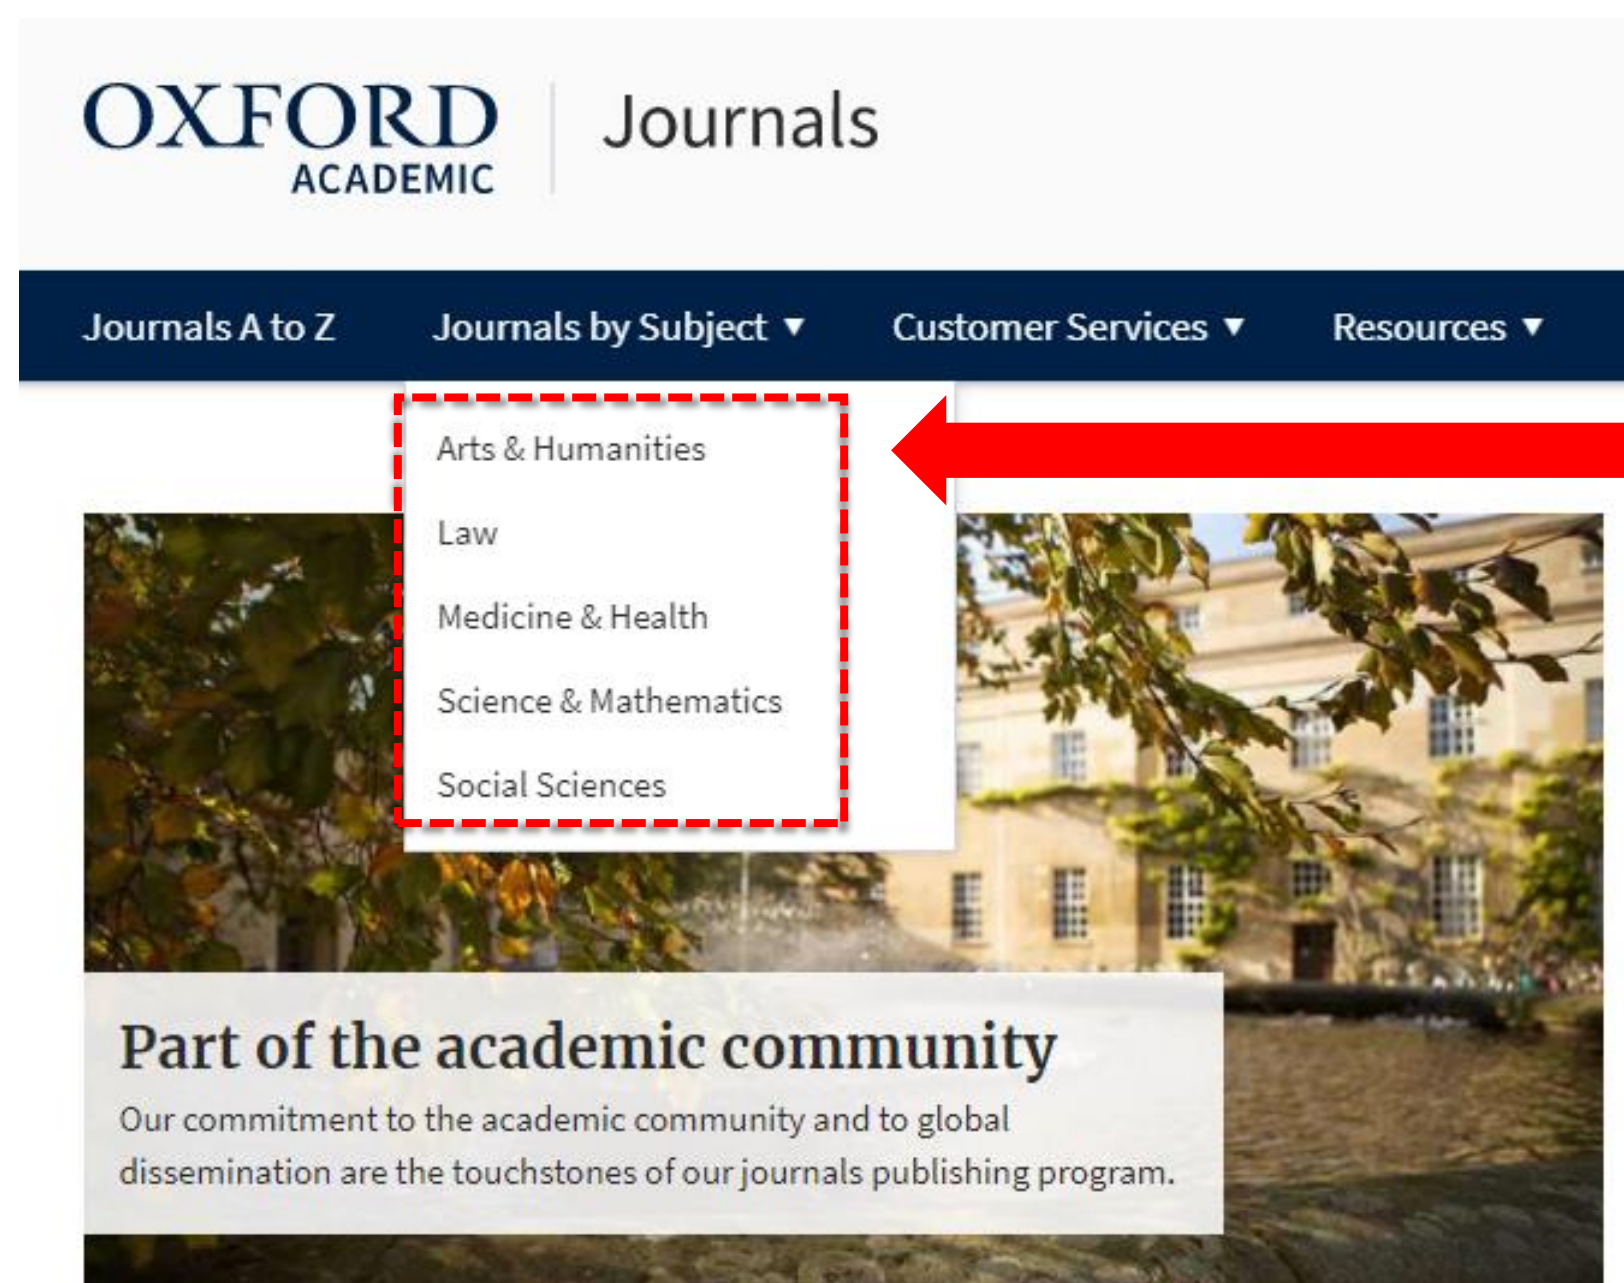 OXFORD
ACADEMIC
Journals
Journals A to Z
Journals by Subject ▼
Customer Services ▼
Resources ▼
Arts & Humanities
Law
Medicine & Health
Science & Mathematics
Social Sciences
Part of the academic community
Our commitment to the academic community and to global
dissemination are the touchstones of our journals publishing program.